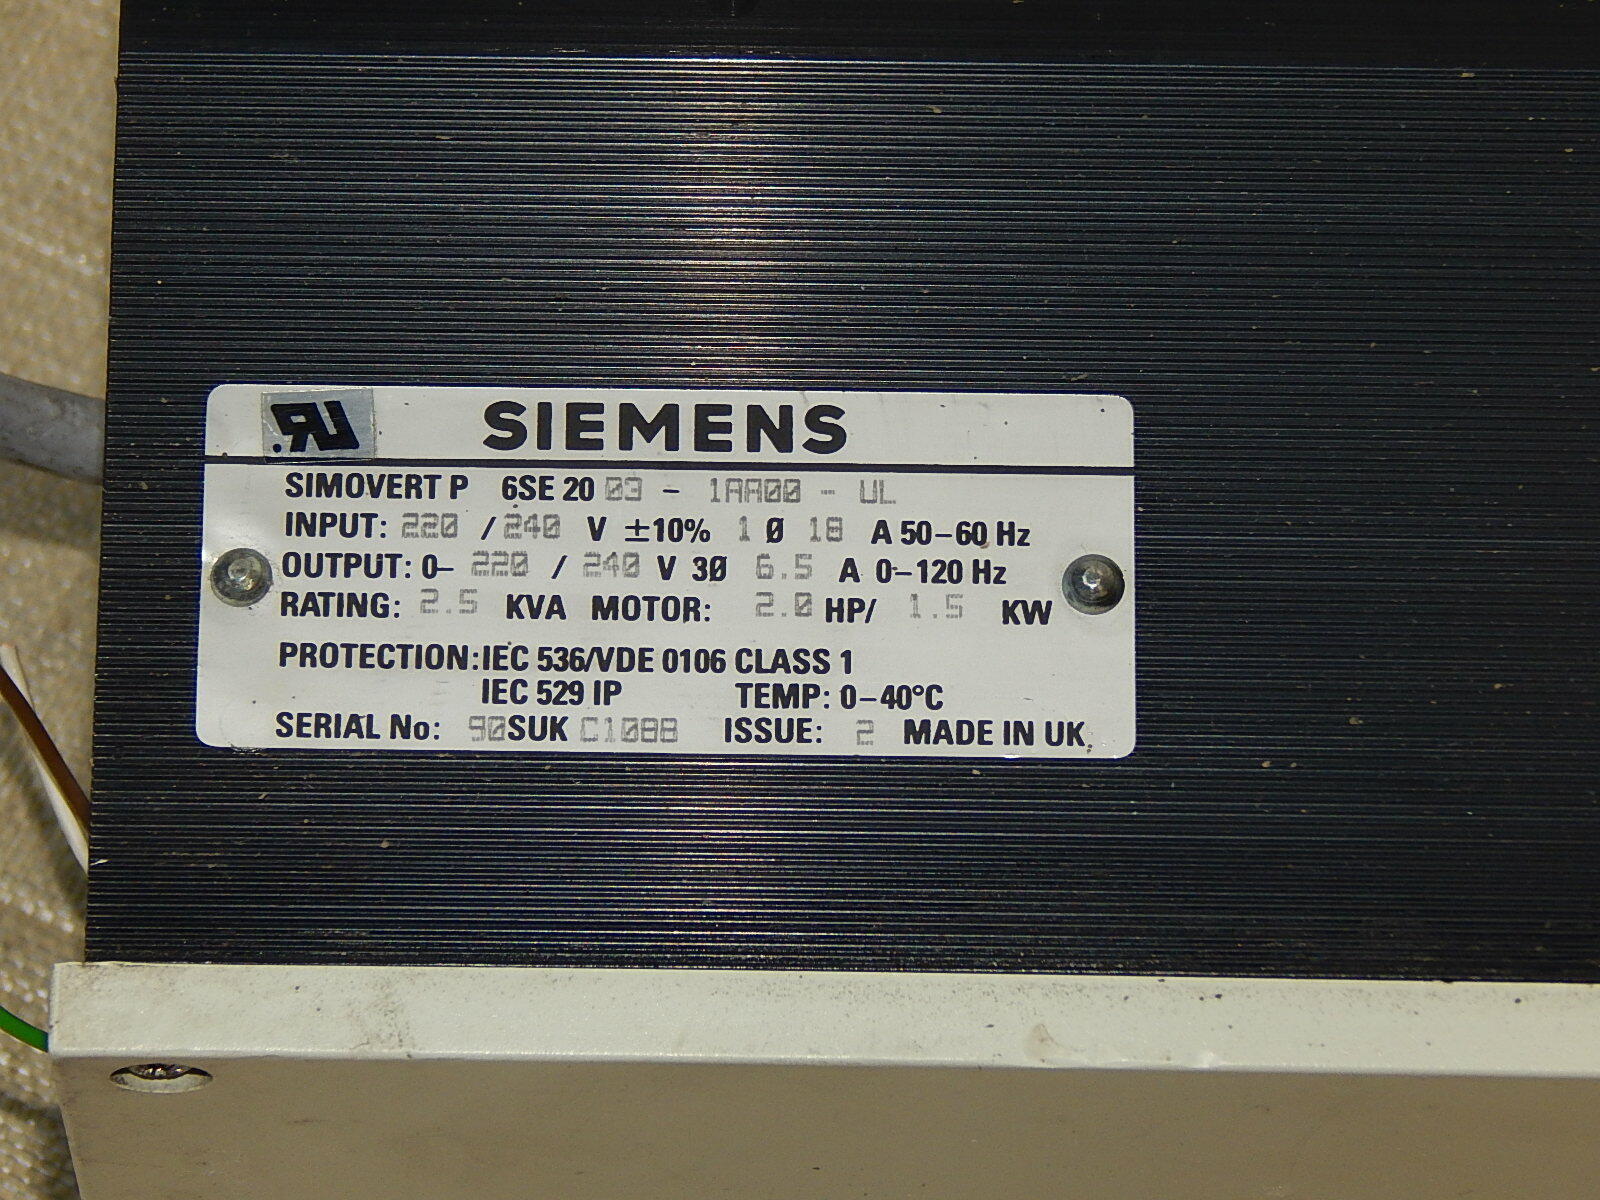 RU SIEMENS
SIMOVERT P 6SE 20 03 - 1AA00 - UL
INPUT: 220 / 240 V ±10% 1 Ø 18 A 50–60 Hz
OUTPUT: 0– 220 / 240 V 3Ø 6.5 A 0–120 Hz
RATING: 2.5 KVA MOTOR: 2.0 HP/ 1.5 KW
PROTECTION: IEC 536/VDE 0106 CLASS 1
IEC 529 IP TEMP: 0–40°C
SERIAL No: 90SUK C1088 ISSUE: 2 MADE IN UK